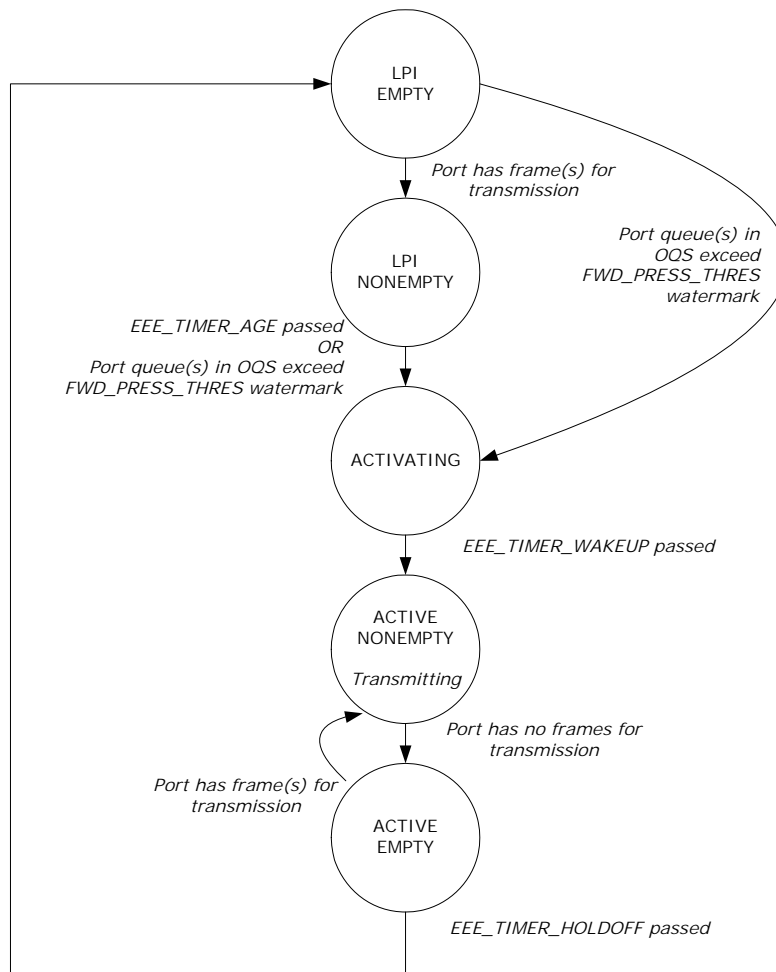 LPI
EMPTY
Port has frame(s) for
transmission
Port queue(s) in
OQS exceed
FWD_PRESS_THRES
watermark
LPI
NONEMPTY
EEE_TIMER_AGE passed
OR
Port queue(s) in OQS exceed
FWD_PRESS_THRES watermark
ACTIVATING
EEE_TIMER_WAKEUP passed
ACTIVE
NONEMPTY
Transmitting
Port has no frames for
transmission
Port has frame(s) for
transmission
ACTIVE
EMPTY
EEE_TIMER_HOLDOFF passed